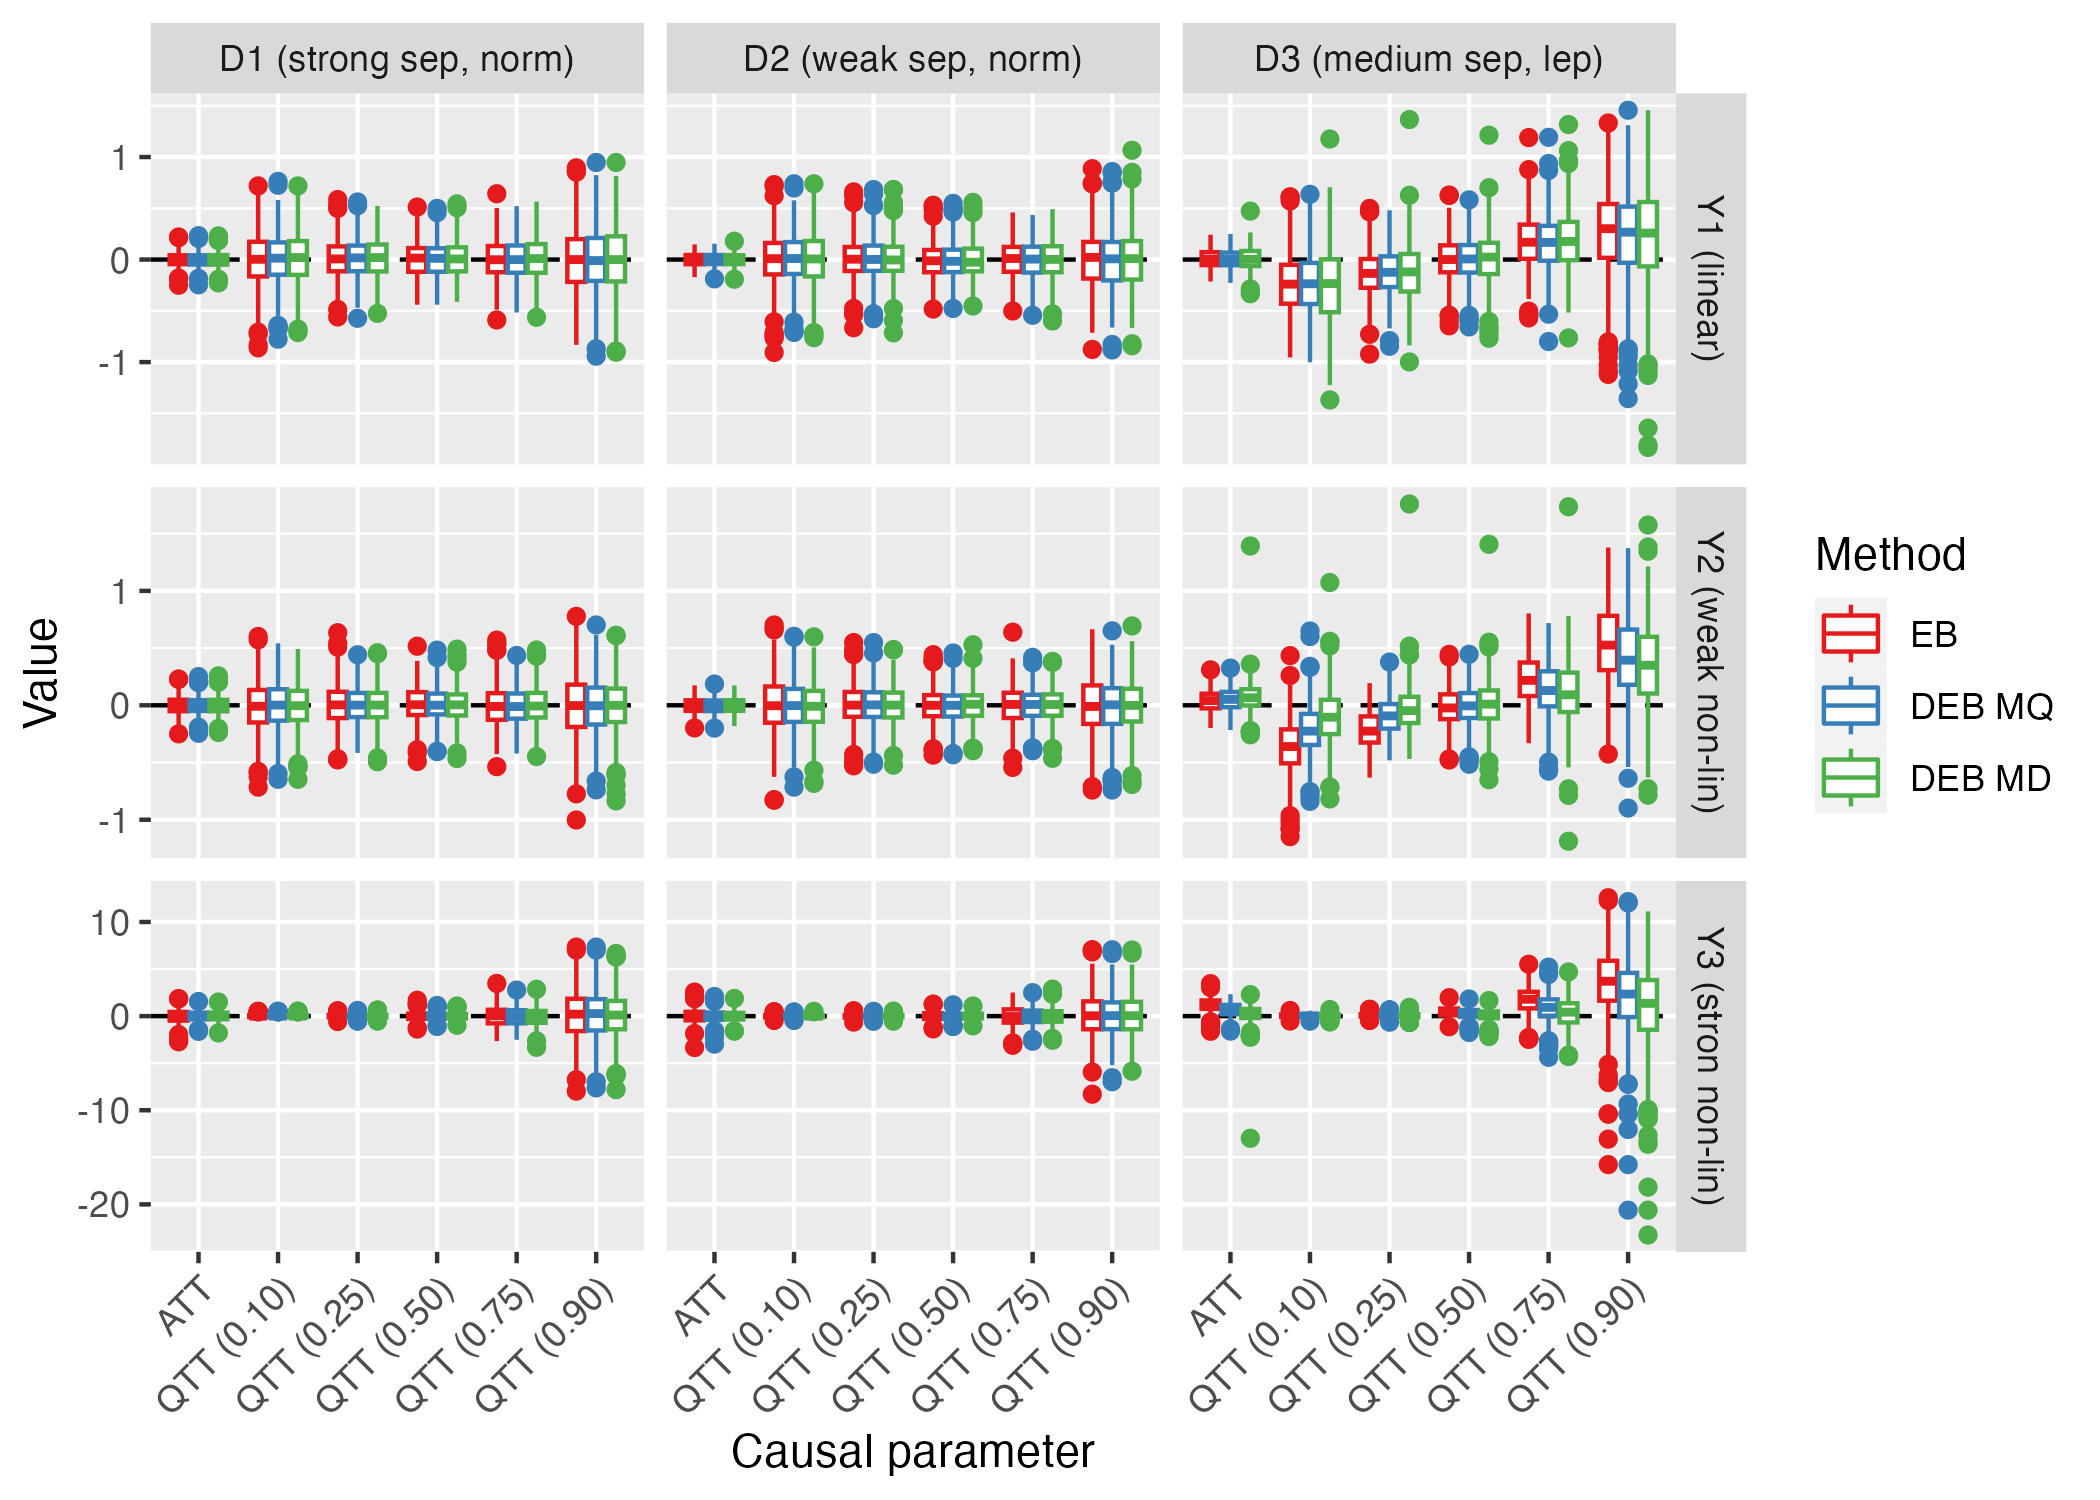 D1 (strong sep, norm)
D2 (weak sep, norm)
D3 (medium sep, lep)
1
0
-1
Y1 (linear)
1
0
-1
Y2 (weak non-lin)
10
0
-10
-20
Y3 (stron non-lin)
Value
ATT
QTT (0.10)
QTT (0.25)
QTT (0.50)
QTT (0.75)
QTT (0.90)
ATT
QTT (0.10)
QTT (0.25)
QTT (0.50)
QTT (0.75)
QTT (0.90)
ATT
QTT (0.10)
QTT (0.25)
QTT (0.50)
QTT (0.75)
QTT (0.90)
Causal parameter
Method
EB
DEB MQ
DEB MD